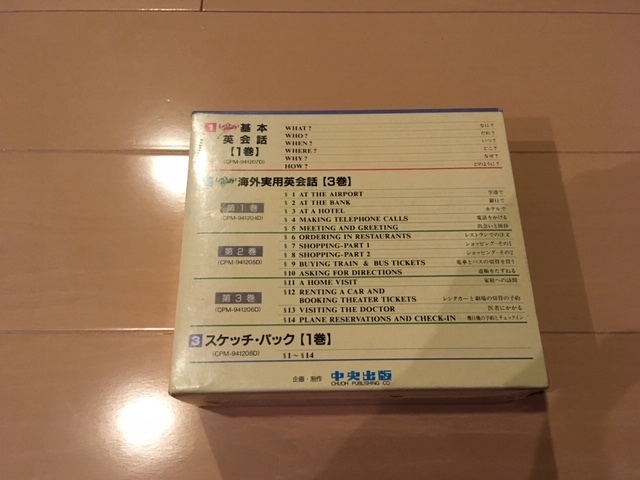 1 基本
英会話
【1巻】
(CPM-941207D)
WHAT? なに?
WHO? だれ?
WHEN? いつ?
WHERE? どこ?
WHY? なぜ?
HOW? どのように?
海外実用英会話【3巻】
第1巻
(CPM-941204D)
§ 1 AT THE AIRPORT 空港で
§ 2 AT THE BANK 銀行で
§ 3 AT A HOTEL ホテルで
§ 4 MAKING TELEPHONE CALLS 電話をかける
§ 5 MEETING AND GREETING 出会いと挨拶
第2巻
(CPM-941205D)
§ 6 ORDERING IN RESTAURANTS レストランでの注文
§ 7 SHOPPING-PART 1 ショッピング・その1
§ 8 SHOPPING-PART 2 ショッピング・その2
§ 9 BUYING TRAIN & BUS TICKETS 電車とバスの切符を買う
§10 ASKING FOR DIRECTIONS 道順をたずねる
第3巻
(CPM-941206D)
§11 A HOME VISIT 家庭への訪問
§12 RENTING A CAR AND
BOOKING THEATER TICKETS レンタカーと劇場の切符の予約
§13 VISITING THE DOCTOR 医者にかかる
§14 PLANE RESERVATIONS AND CHECK-IN 飛行機の予約とチェックイン
3 スケッチ・パック【1巻】
(CPM-941208D)
§1～§14
企画・制作 中央出版
CHUOH PUBLISHING CO.